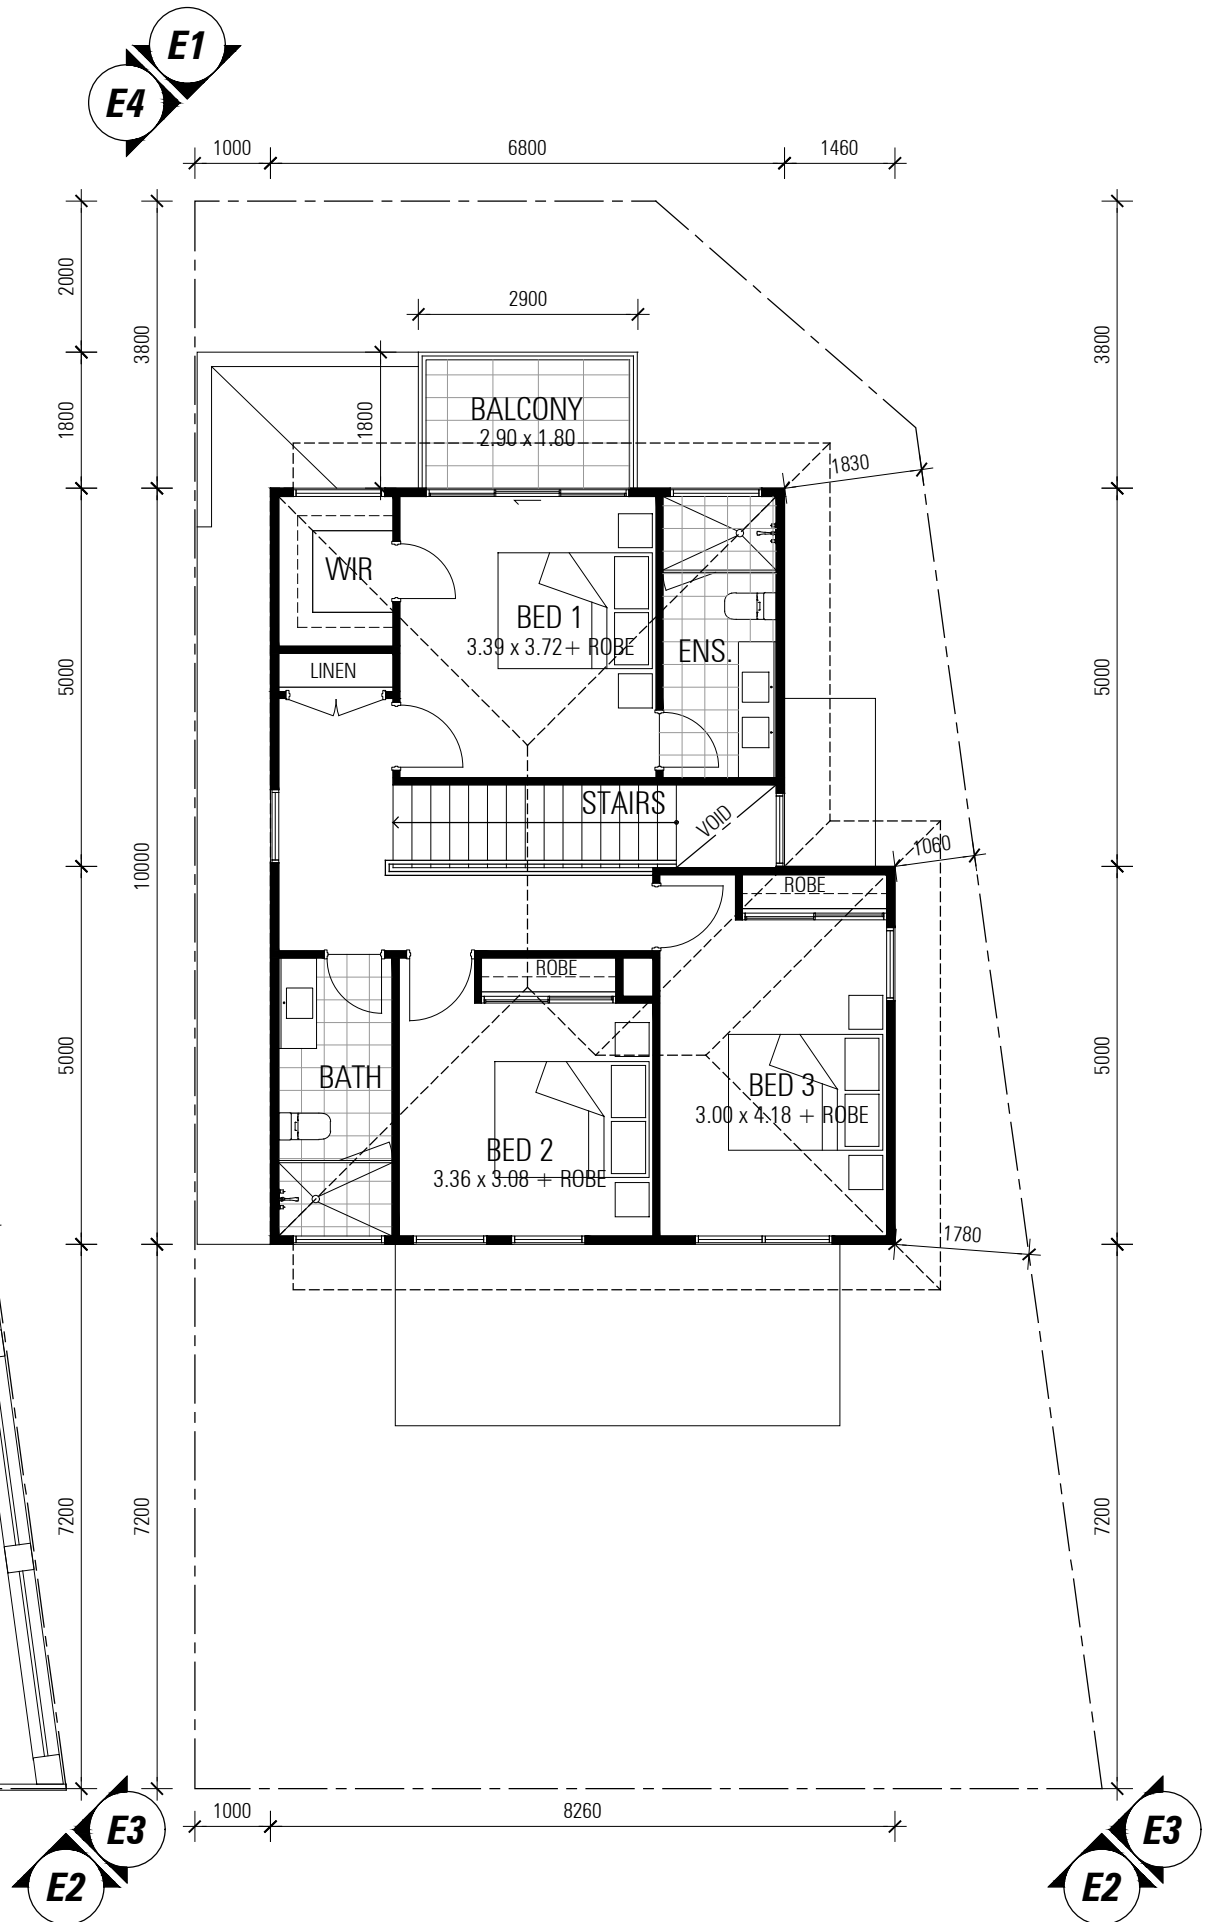 E1
E4
1000
6800
1460
2000
3800
3800
2900
1800
1800
BALCONY
2.90 x 1.80
1830
WIR
BED 1
3.39 x 3.72+ ROBE
ENS.
LINEN
5000
5000
STAIRS
VOID
1060
10000
ROBE
ROBE
5000
5000
BATH
BED 3
3.00 x 4.18 + ROBE
BED 2
3.36 x 3.08 + ROBE
1780
7200
7200
7200
1000
8260
E3
E2
E3
E2